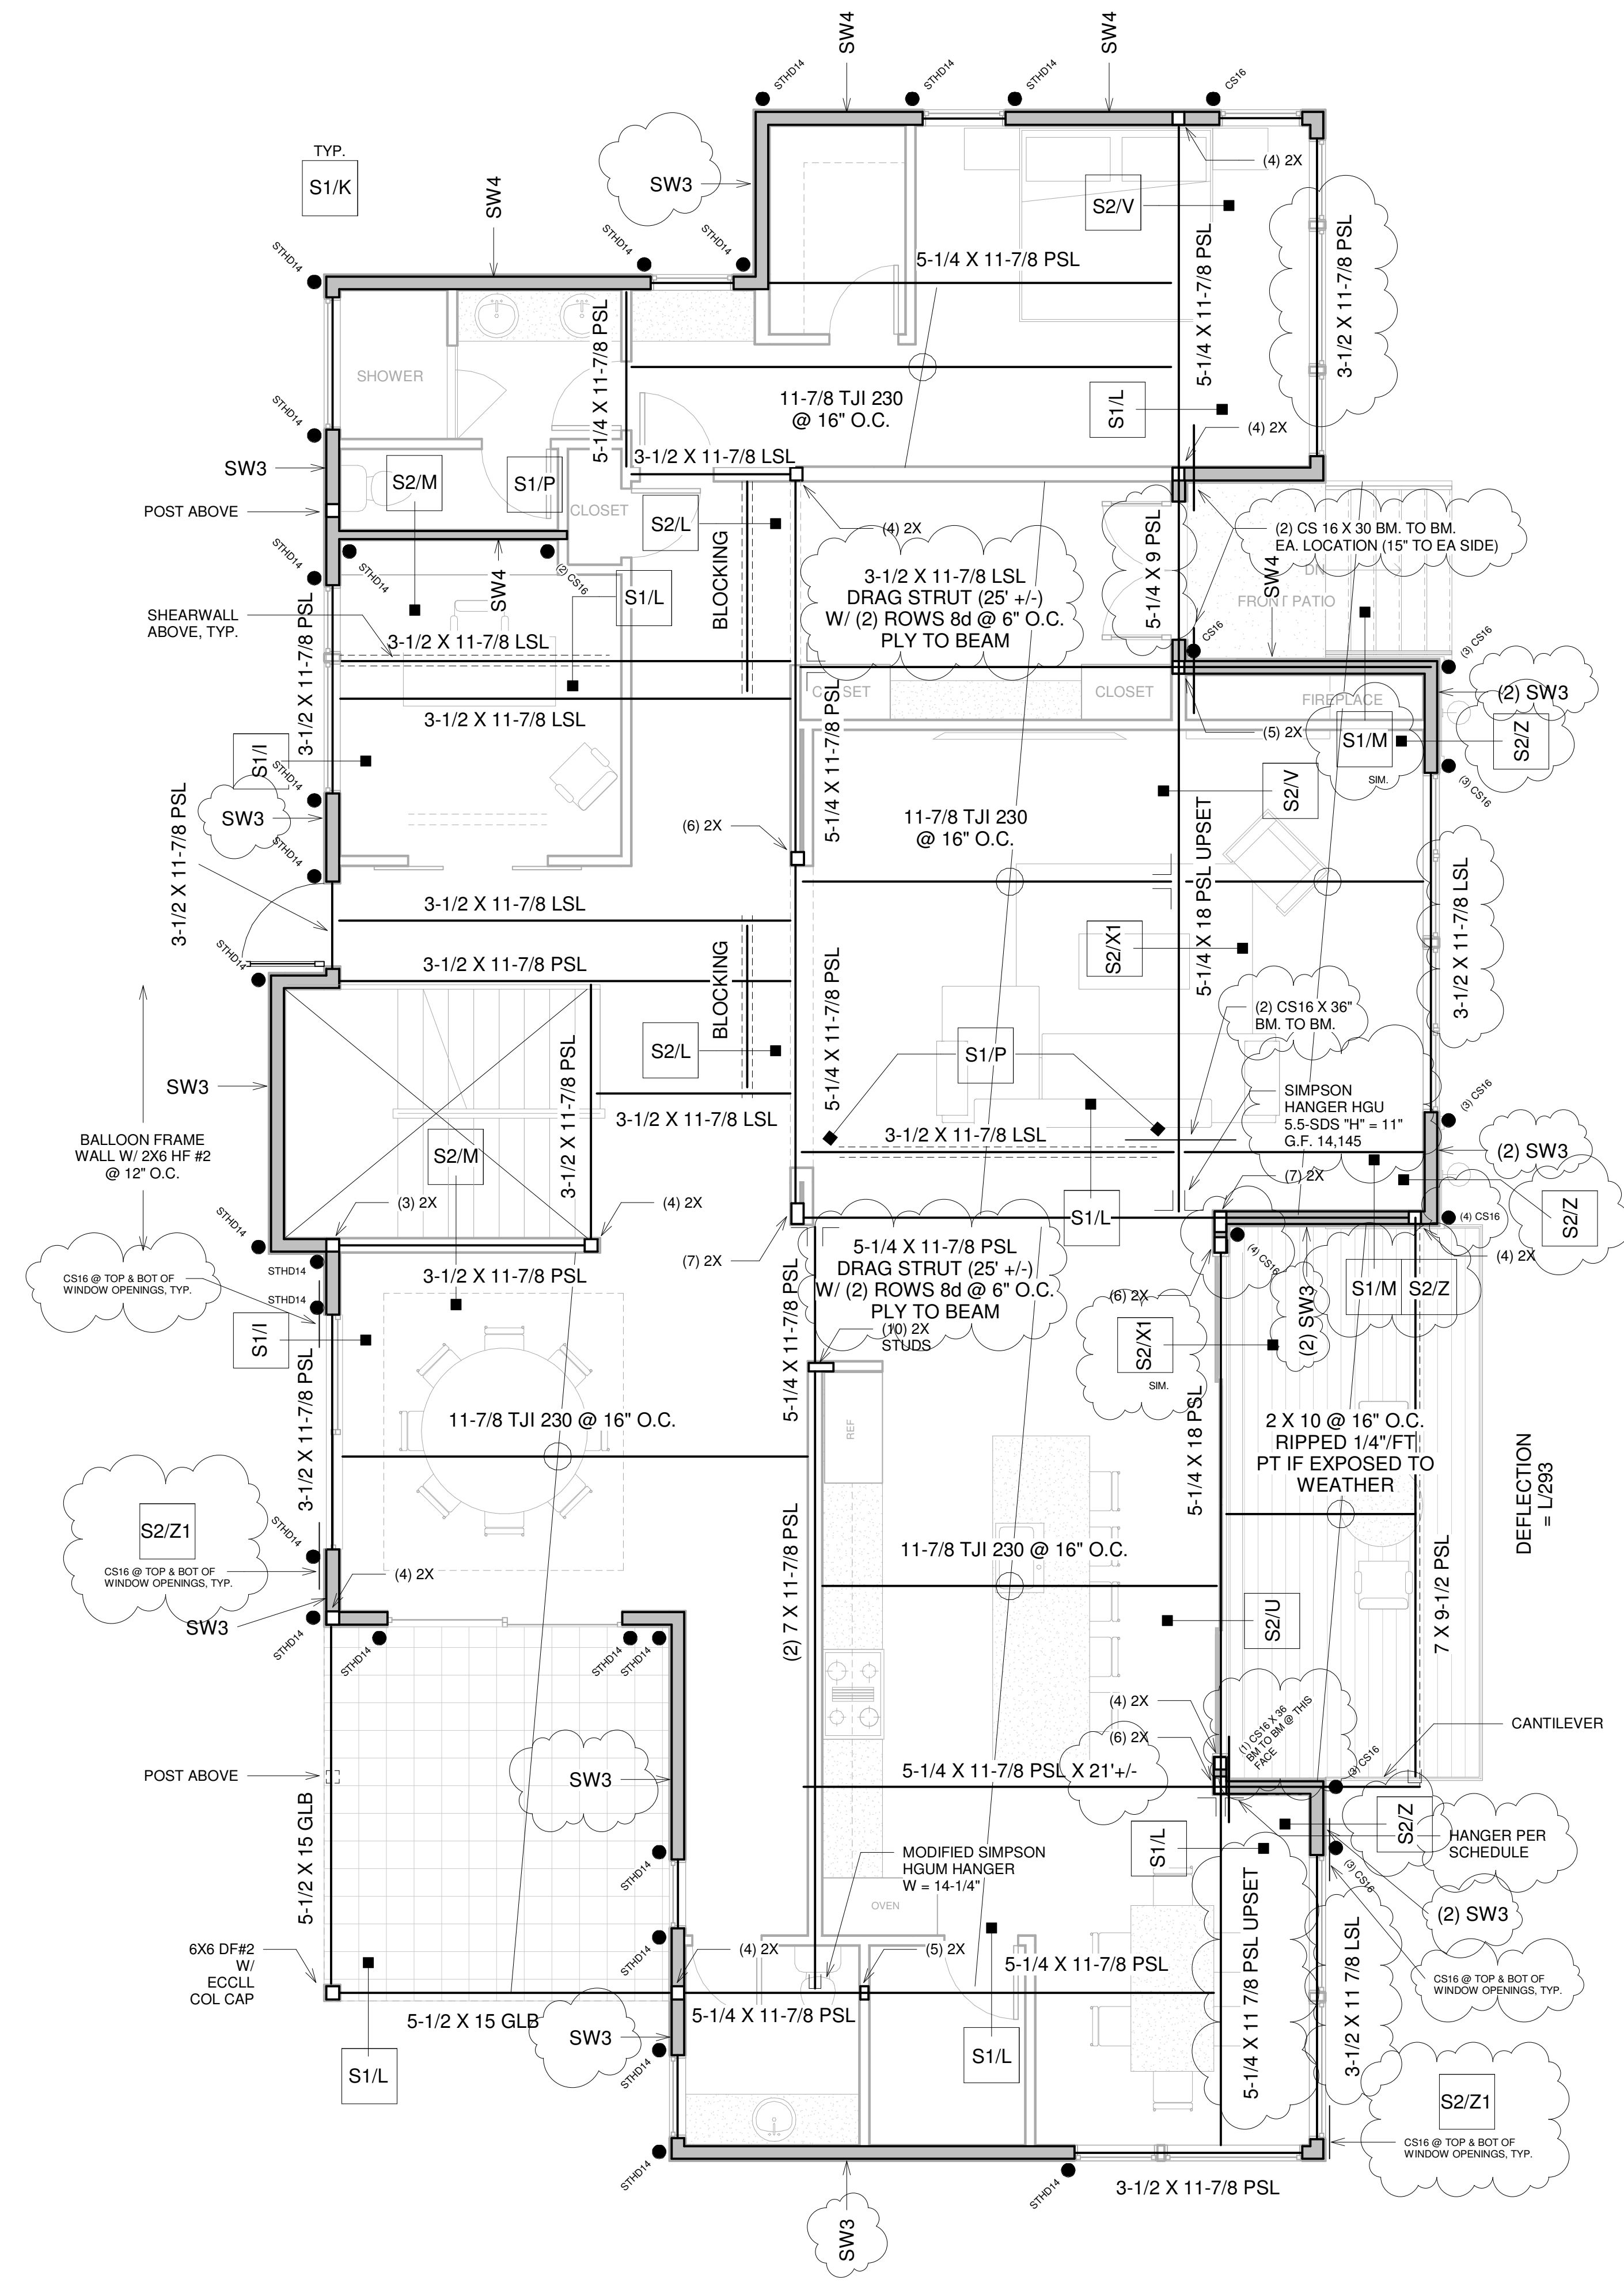 SW4
SW4
STHD14
STHD14
STHD14
CS16
TYP.
S1/K
SW3
SW4
(4) 2X
S2/V
STHD14
STHD14
STHD14
5-1/4 X 11-7/8 PSL
5-1/4 X 11-7/8 PSL
3-1/2 X 11-7/8 PSL
5-1/4 X 11-7/8 PSL
SHOWER
11-7/8 TJI 230
@ 16" O.C.
S1/L
STHD14
(4) 2X
3-1/2 X 11-7/8 LSL
SW3
S2/M
S1/P
CLOSET
S2/L
POST ABOVE
(4) 2X
BLOCKING
5-1/4 X 9 PSL
(2) CS 16 X 30 BM. TO BM.
EA. LOCATION (15" TO EA SIDE)
STHD14
STHD14
(2) CS16
SW4
S1/L
3-1/2 X 11-7/8 LSL
DRAG STRUT (25' +/-)
W/ (2) ROWS 8d @ 6" O.C.
PLY TO BEAM
SW4
DN
FRONT PATIO
SHEARWALL
ABOVE, TYP.
3-1/2 X 11-7/8 PSL
3-1/2 X 11-7/8 LSL
CS16
(3) CS16
CLOSET
CLOSET
FIREPLACE
(2) SW3
3-1/2 X 11-7/8 LSL
5-1/4 X 11-7/8 PSL
(5) 2X
S1/M
SIM.
S2/Z
S1/I
STHD14
(3) CS16
S2/V
3-1/2 X 11-7/8 PSL
SW3
(6) 2X
11-7/8 TJI 230
@ 16" O.C.
5-1/4 X 18 PSL UPSET
STHD14
3-1/2 X 11-7/8 LSL
3-1/2 X 11-7/8 LSL
S2/X1
STHD14
3-1/2 X 11-7/8 PSL
BLOCKING
5-1/4 X 11-7/8 PSL
(2) CS16 X 36"
BM. TO BM.
S2/L
S1/P
SW3
3-1/2 X 11-7/8 PSL
SIMPSON
HANGER HGU
5.5-SDS "H" = 11"
G.F. 14,145
(3) CS16
3-1/2 X 11-7/8 LSL
3-1/2 X 11-7/8 LSL
BALLOON FRAME
WALL W/ 2X6 HF #2
@ 12" O.C.
S2/M
(2) SW3
(7) 2X
(3) 2X
(4) 2X
S1/L
(4) CS16
S2/Z
STHD14
(7) 2X
5-1/4 X 11-7/8 PSL
DRAG STRUT (25' +/-)
W/ (2) ROWS 8d @ 6" O.C.
PLY TO BEAM
(4) CS16
(4) 2X
STHD14
3-1/2 X 11-7/8 PSL
CS16 @ TOP & BOT OF
WINDOW OPENINGS, TYP.
STHD14
(6) 2X
(2) SW3
S1/M
S2/Z
S1/I
5-1/4 X 11-7/8 PSL
(10) 2X
STUDS
S2/X1
SIM.
3-1/2 X 11-7/8 PSL
11-7/8 TJI 230 @ 16" O.C.
REF
5-1/4 X 18 PSL
2 X 10 @ 16" O.C.
RIPPED 1/4"/FT
PT IF EXPOSED TO
WEATHER
DEFLECTION
= L/293
S2/Z1
CS16 @ TOP & BOT OF
WINDOW OPENINGS, TYP.
STHD14
(4) 2X
(2) 7 X 11-7/8 PSL
11-7/8 TJI 230 @ 16" O.C.
7 X 9-1/2 PSL
SW3
STHD14
STHD14
STHD14
STHD14
S2/U
(4) 2X
(6) 2X
(1) CS16 X 36
BM TO BM @ THIS
FACE
CANTILEVER
POST ABOVE
SW3
5-1/4 X 11-7/8 PSL X 21'+/-
(3) CS16
5-1/2 X 15 GLB
S2/Z
HANGER PER
SCHEDULE
MODIFIED SIMPSON
HGUM HANGER
W = 14-1/4"
S1/L
STHD14
(3) CS16
OVEN
5-1/4 X 11 7/8 PSL UPSET
3-1/2 X 11 7/8 LSL
(2) SW3
6X6 DF#2
W/
ECCLL
COL CAP
STHD14
(4) 2X
(5) 2X
5-1/4 X 11-7/8 PSL
CS16 @ TOP & BOT OF
WINDOW OPENINGS, TYP.
5-1/2 X 15 GLB
5-1/4 X 11-7/8 PSL
SW3
S1/L
STHD14
S1/L
S2/Z1
CS16 @ TOP & BOT OF
WINDOW OPENINGS, TYP.
STHD14
STHD14
3-1/2 X 11-7/8 PSL
SW3